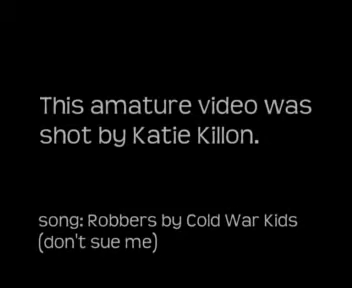 This amature video was
shot by Katie Killon.
song: Robbers by Cold War Kids
(don't sue me)